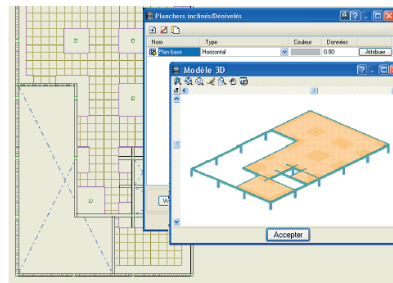 Planchers inclinés/Dénivelés
Nom Type Couleur Données
Plan base Horizontal 0.00 Attribuer
Modèle 3D
Accepter